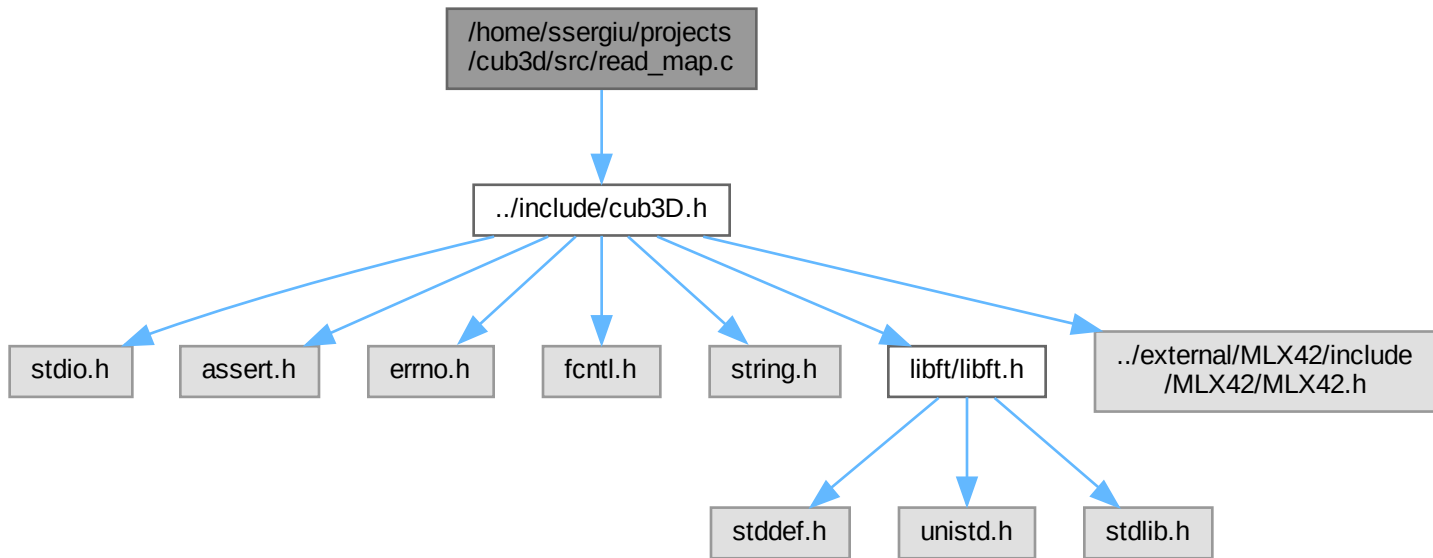 /home/ssergiu/projects
/cub3d/src/read_map.c
../include/cub3D.h
stdio.h
assert.h
errno.h
fcntl.h
string.h
libft/libft.h
../external/MLX42/include
/MLX42/MLX42.h
stddef.h
unistd.h
stdlib.h